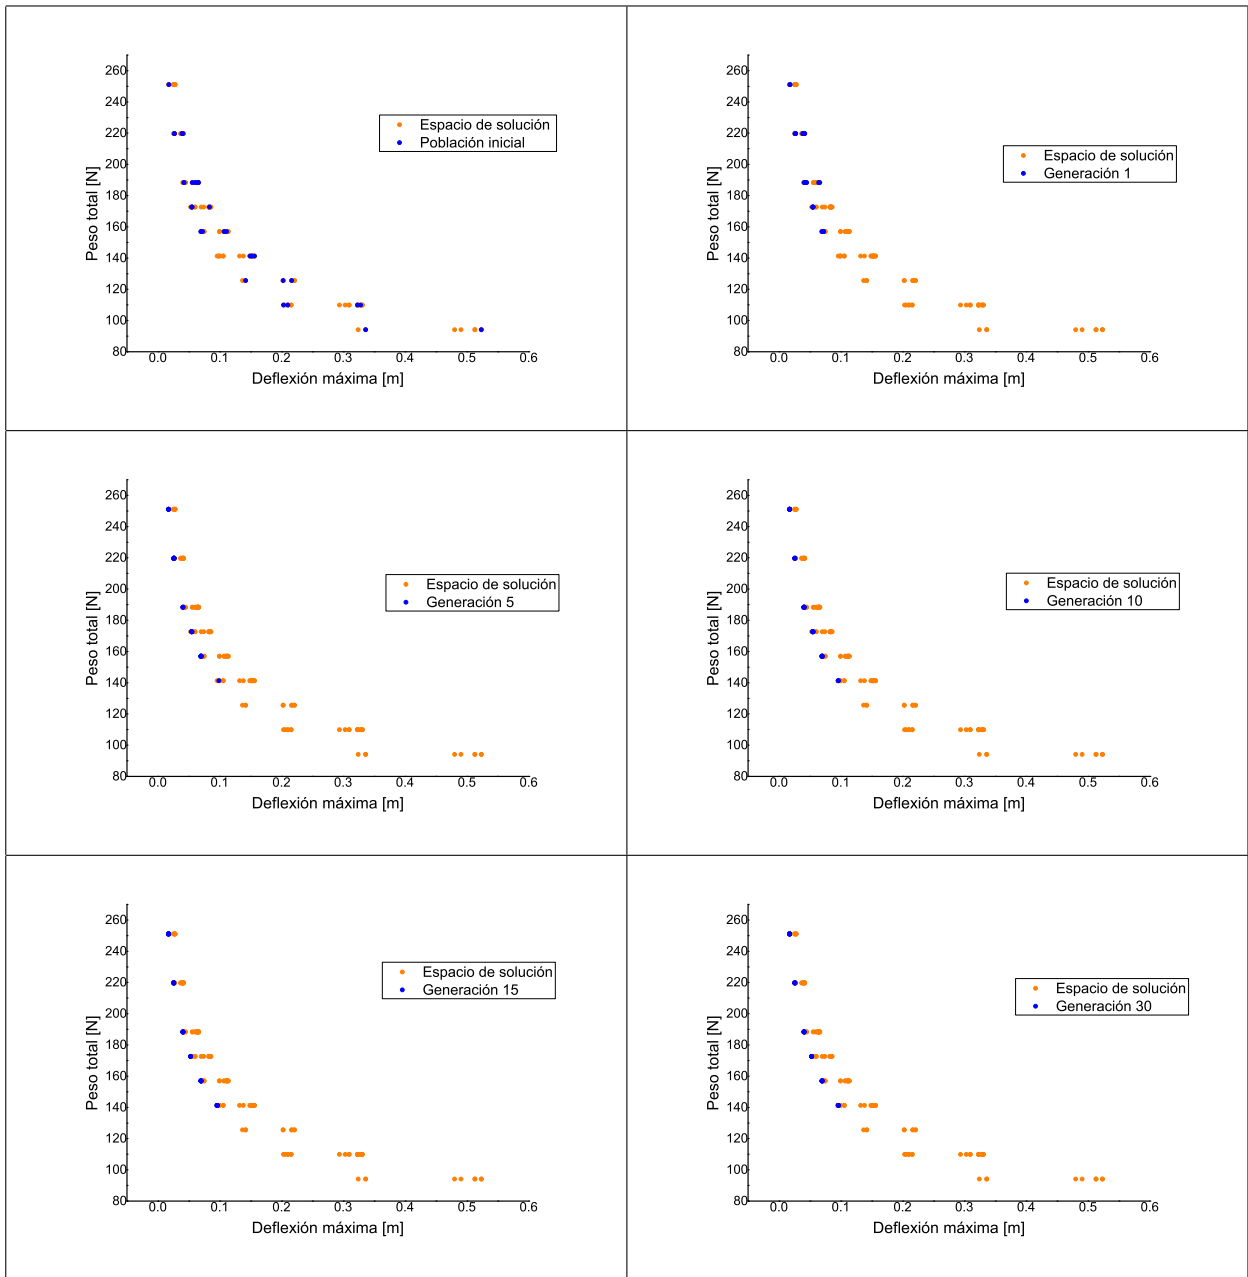 260
240
220
200
180
160
140
120
100
80
0.0 0.1 0.2 0.3 0.4 0.5 0.6
Peso total [N]
Deflexión máxima [m]
Espacio de solución
Población inicial
260
240
220
200
180
160
140
120
100
80
0.0 0.1 0.2 0.3 0.4 0.5 0.6
Peso total [N]
Deflexión máxima [m]
Espacio de solución
Generación 1
260
240
220
200
180
160
140
120
100
80
0.0 0.1 0.2 0.3 0.4 0.5 0.6
Peso total [N]
Deflexión máxima [m]
Espacio de solución
Generación 5
260
240
220
200
180
160
140
120
100
80
0.0 0.1 0.2 0.3 0.4 0.5 0.6
Peso total [N]
Deflexión máxima [m]
Espacio de solución
Generación 10
260
240
220
200
180
160
140
120
100
80
0.0 0.1 0.2 0.3 0.4 0.5 0.6
Peso total [N]
Deflexión máxima [m]
Espacio de solución
Generación 15
260
240
220
200
180
160
140
120
100
80
0.0 0.1 0.2 0.3 0.4 0.5 0.6
Peso total [N]
Deflexión máxima [m]
Espacio de solución
Generación 30